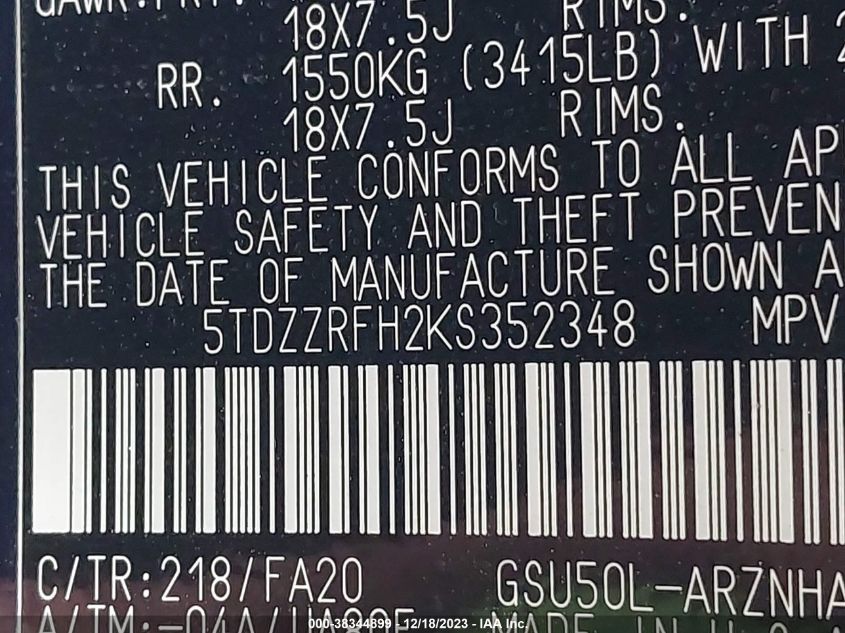 18X7.5J RIMS.
RR. 1550KG (3415LB) WITH
18X7.5J RIMS.
THIS VEHICLE CONFORMS TO ALL AP
VEHICLE SAFETY AND THEFT PREVEN
THE DATE OF MANUFACTURE SHOWN A
5TDZZRFH2KS352348 MPV
C/TR:218/FA20 GSU50L-ARZNHA
000-38344899 - 12/18/2023 - IAA Inc.